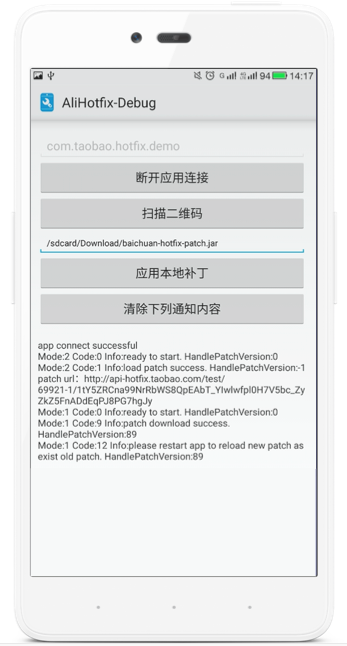 G 4G 94 14:17
AliHotfix-Debug
com.taobao.hotfix.demo
断开应用连接
扫描二维码
/sdcard/Download/baichuan-hotfix-patch.jar
应用本地补丁
清除下列通知内容
app connect successful
Mode:2 Code:0 Info:ready to start. HandlePatchVersion:0
Mode:2 Code:1 Info:load patch success. HandlePatchVersion:-1
patch url：http://api-hotfix.taobao.com/test/
69921-1/1tY5ZRCna99NrRbWS8QpEAbT_YIwlwfpl0H7V5bc_Zy
ZkZ5FnADdEqPJ8PG7hgJy
Mode:1 Code:0 Info:ready to start. HandlePatchVersion:0
Mode:1 Code:9 Info:patch download success.
HandlePatchVersion:89
Mode:1 Code:12 Info:please restart app to reload new patch as
exist old patch. HandlePatchVersion:89